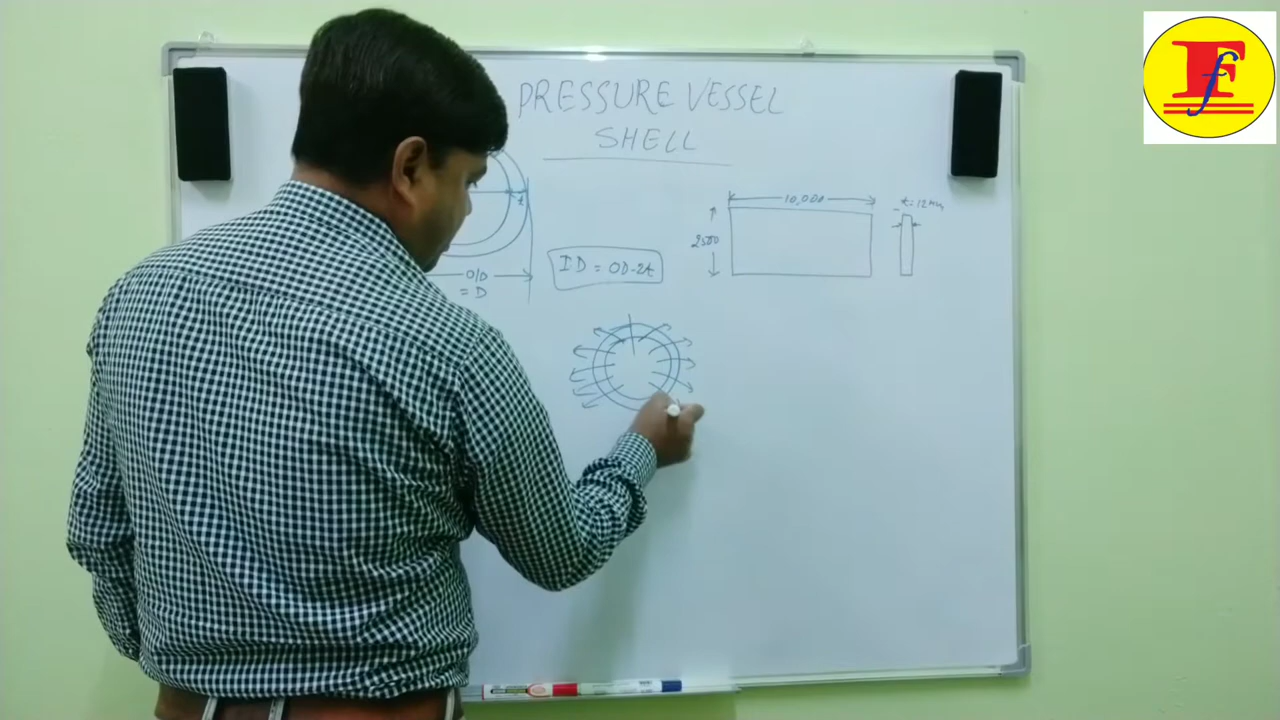 PRESSURE VESSEL
SHELL
10,000
t=12mm
2500
t
ID = OD-2t
O/D
= D
F
f